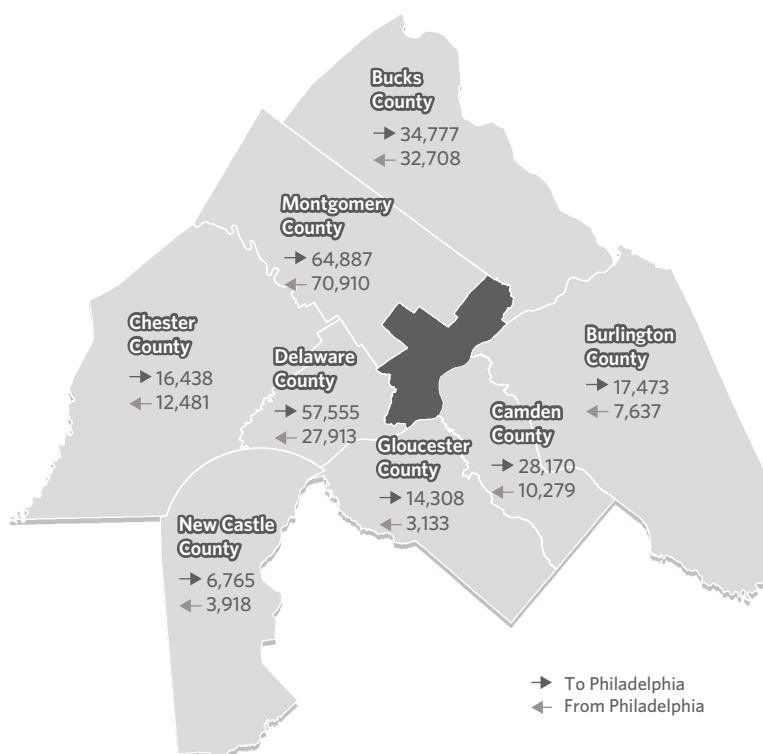 Bucks
County
34,777
32,708
Montgomery
County
64,887
70,910
Chester
County
16,438
12,481
Delaware
County
57,555
27,913
Burlington
County
17,473
7,637
Camden
County
28,170
10,279
Gloucester
County
14,308
3,133
New Castle
County
6,765
3,918
To Philadelphia
From Philadelphia